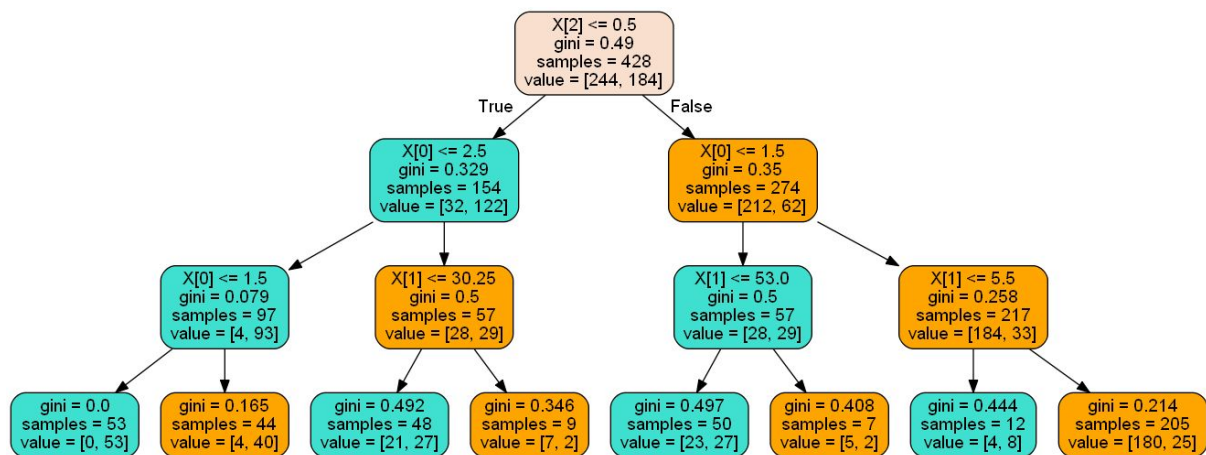 X[2] <= 0.5
gini = 0.49
samples = 428
value = [244, 184]
True
False
X[0] <= 2.5
gini = 0.329
samples = 154
value = [32, 122]
X[0] <= 1.5
gini = 0.35
samples = 274
value = [212, 62]
X[0] <= 1.5
gini = 0.079
samples = 97
value = [4, 93]
X[1] <= 30.25
gini = 0.5
samples = 57
value = [28, 29]
X[1] <= 53.0
gini = 0.5
samples = 57
value = [28, 29]
X[1] <= 5.5
gini = 0.258
samples = 217
value = [184, 33]
gini = 0.0
samples = 53
value = [0, 53]
gini = 0.165
samples = 44
value = [4, 40]
gini = 0.492
samples = 48
value = [21, 27]
gini = 0.346
samples = 9
value = [7, 2]
gini = 0.497
samples = 50
value = [23, 27]
gini = 0.408
samples = 7
value = [5, 2]
gini = 0.444
samples = 12
value = [4, 8]
gini = 0.214
samples = 205
value = [180, 25]